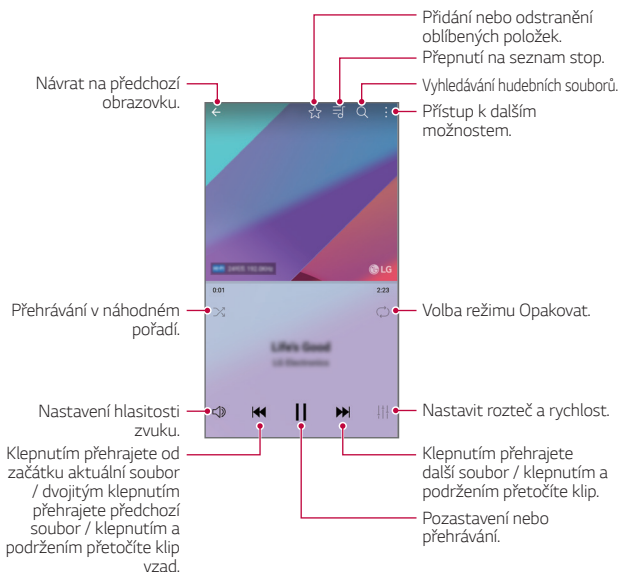 Přidání nebo odstranění
oblíbených položek.
Přepnutí na seznam stop.
Vyhledávání hudebních souborů.
Přístup k dalším
možnostem.
Návrat na předchozí
obrazovku.
LG
0:01
2:23
Přehrávání v náhodném
pořadí.
Volba režimu Opakovat.
Life's Good
LG Electronics
Nastavení hlasitosti
zvuku.
Nastavit rozteč a rychlost.
Klepnutím přehrajete od
začátku aktuální soubor
/ dvojitým klepnutím
přehrajete předchozí
soubor / klepnutím a
podržením přetočíte klip
vzad.
Klepnutím přehrajete
další soubor / klepnutím a
podržením přetočíte klip.
Pozastavení nebo
přehrávání.